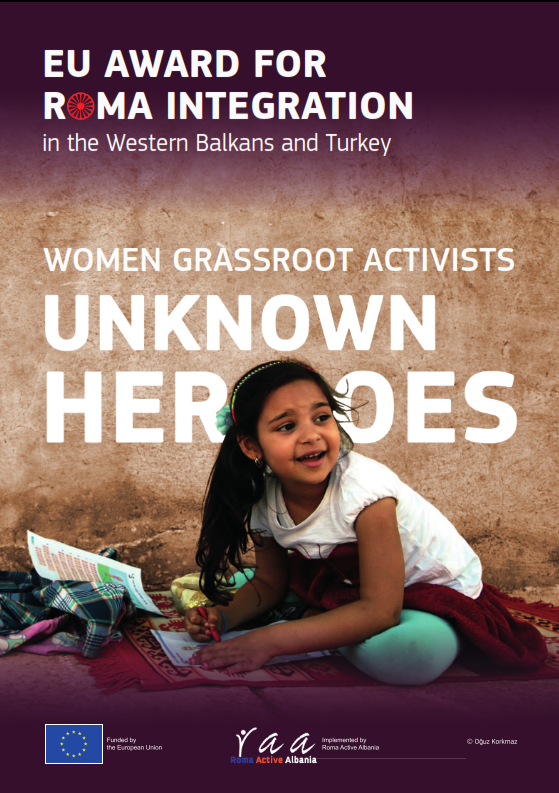 EU AWARD FOR
ROMA INTEGRATION
in the Western Balkans and Turkey
WOMEN GRASSROOT ACTIVISTS
UNKNOWN
HEROES
Funded by
the European Union
raa
Roma Active Albania
Implemented by
Roma Active Albania
© Oğuz Korkmaz